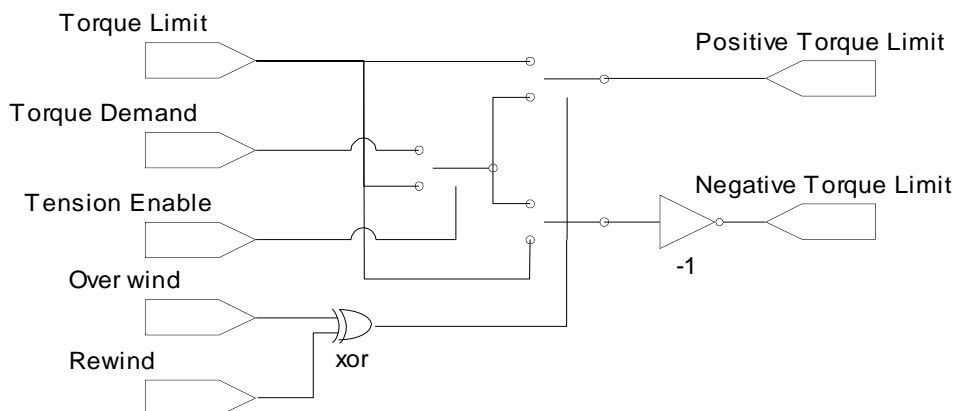 Torque Limit
Positive Torque Limit
Torque Demand
Negative Torque Limit
Tension Enable
-1
Over wind
xor
Rewind